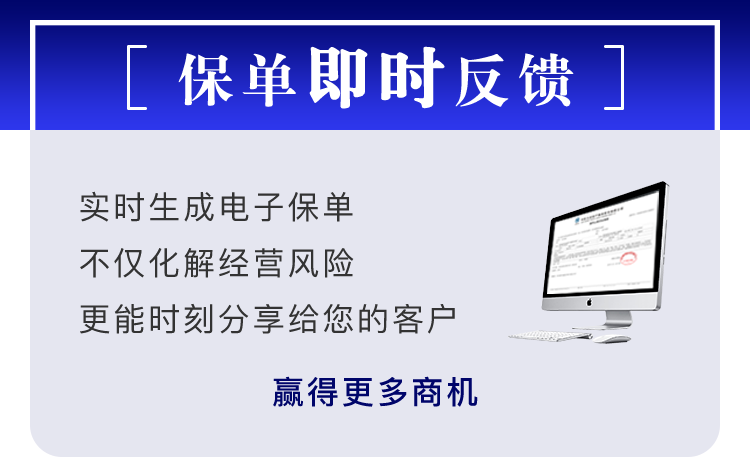 保单即时反馈
实时生成电子保单
不仅化解经营风险
更能时刻分享给您的客户
赢得更多商机